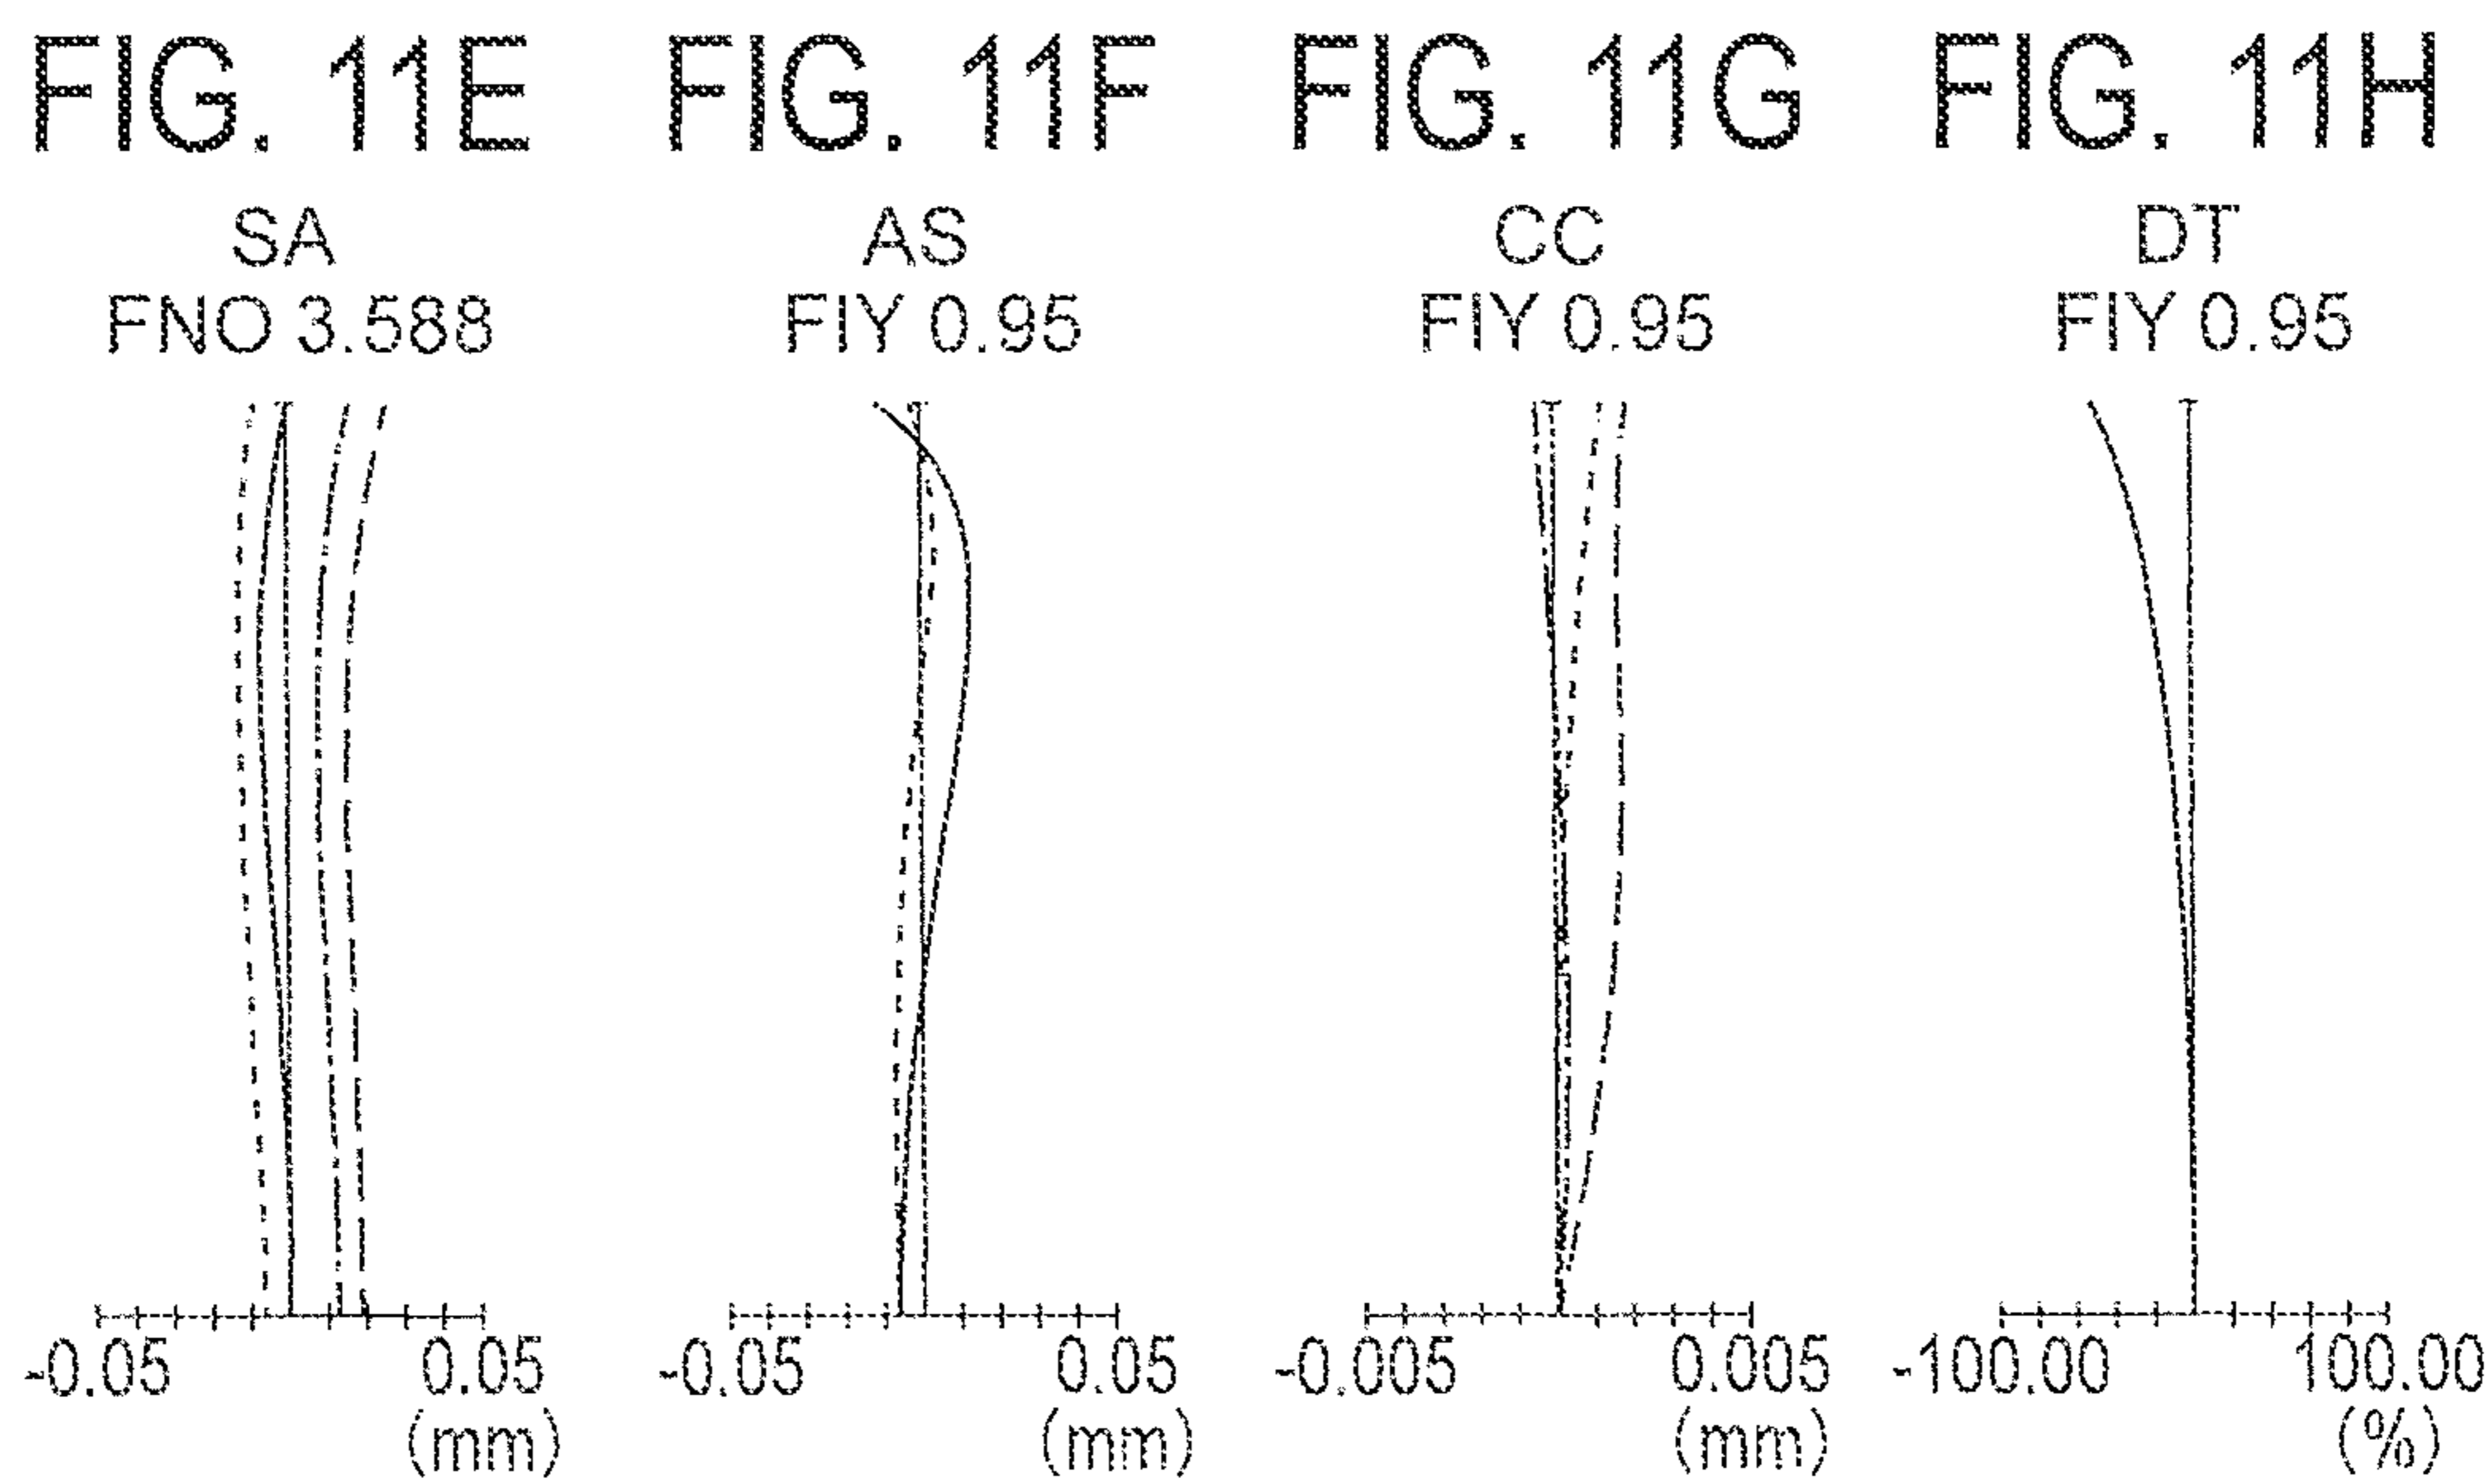 FIG. 11E FIG. 11F FIG. 11G FIG. 11H
SA AS CC DT
FNO 3.588 FIY 0.95 FIY 0.95 FIY 0.95
-0.05 0.05 -0.05 0.05 -0.005 0.005 -100.00 100.00
(mm) (mm) (mm) (%)